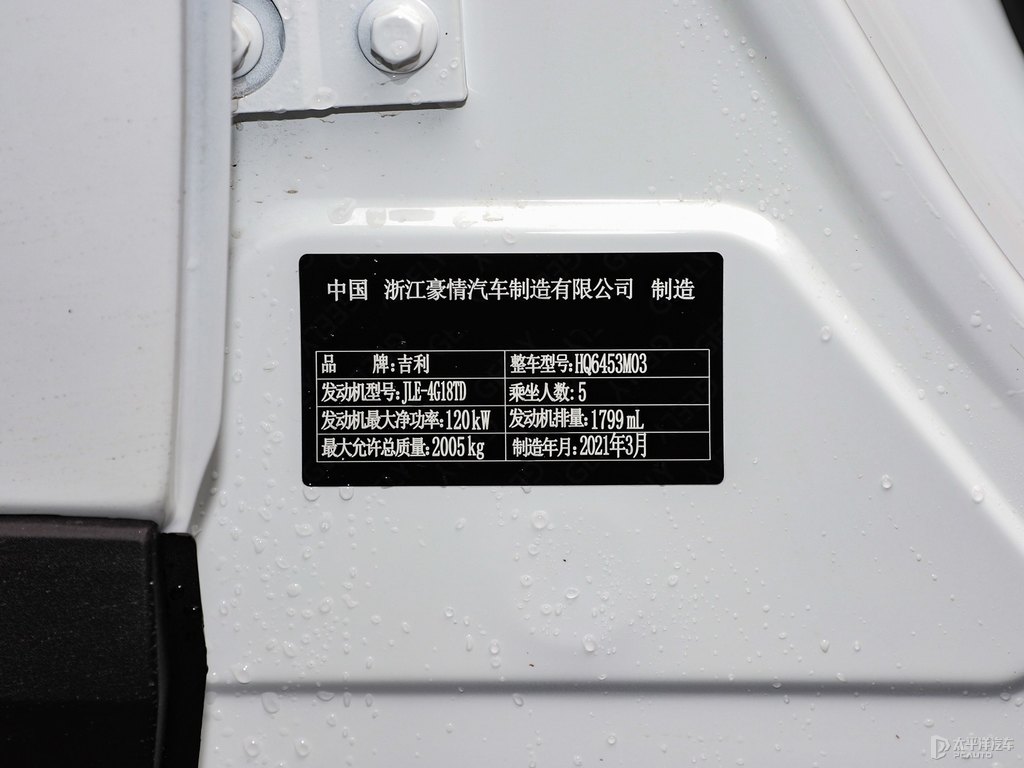 中国 浙江豪情汽车制造有限公司 制造
品 牌:吉利 整车型号:HQ6453M03
发动机型号:JLE-4G18TD 乘坐人数:5
发动机最大净功率:120kW 发动机排量:1799mL
最大允许总质量:2005kg 制造年月:2021年3月
太平洋汽车
PCAUTO